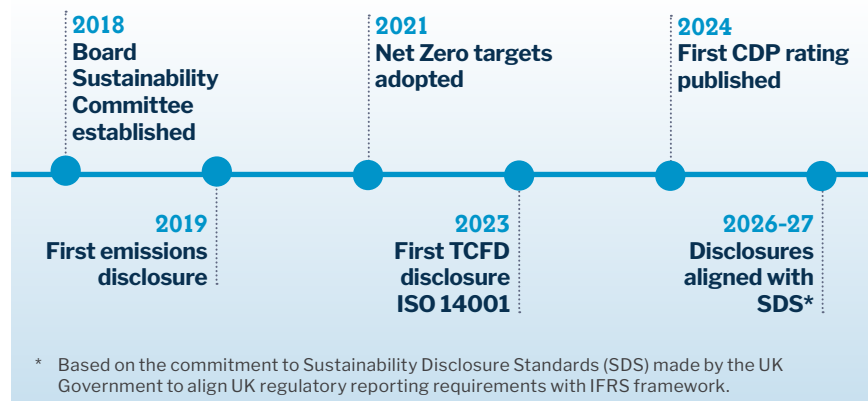 2018
Board
Sustainability
Committee
established
2019
First emissions
disclosure
2021
Net Zero targets
adopted
2023
First TCFD
disclosure
ISO 14001
2024
First CDP rating
published
2026-27
Disclosures
aligned with
SDS*
* Based on the commitment to Sustainability Disclosure Standards (SDS) made by the UK
Government to align UK regulatory reporting requirements with IFRS framework.